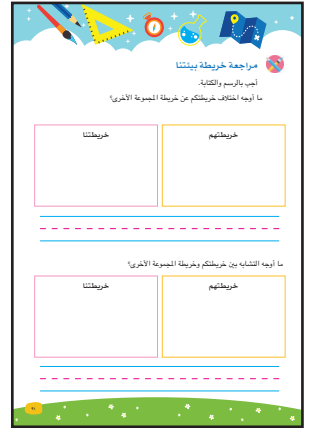 مراجعة خريطة بيئتنا
أجب بالرسم والكتابة.
ما أوجه اختلاف خريطتكم عن خريطة المجموعة الأخرى؟
خريطتهم
خريطتنا
ما أوجه التشابه بين خريطتكم وخريطة المجموعة الأخرى؟
خريطتهم
خريطتنا